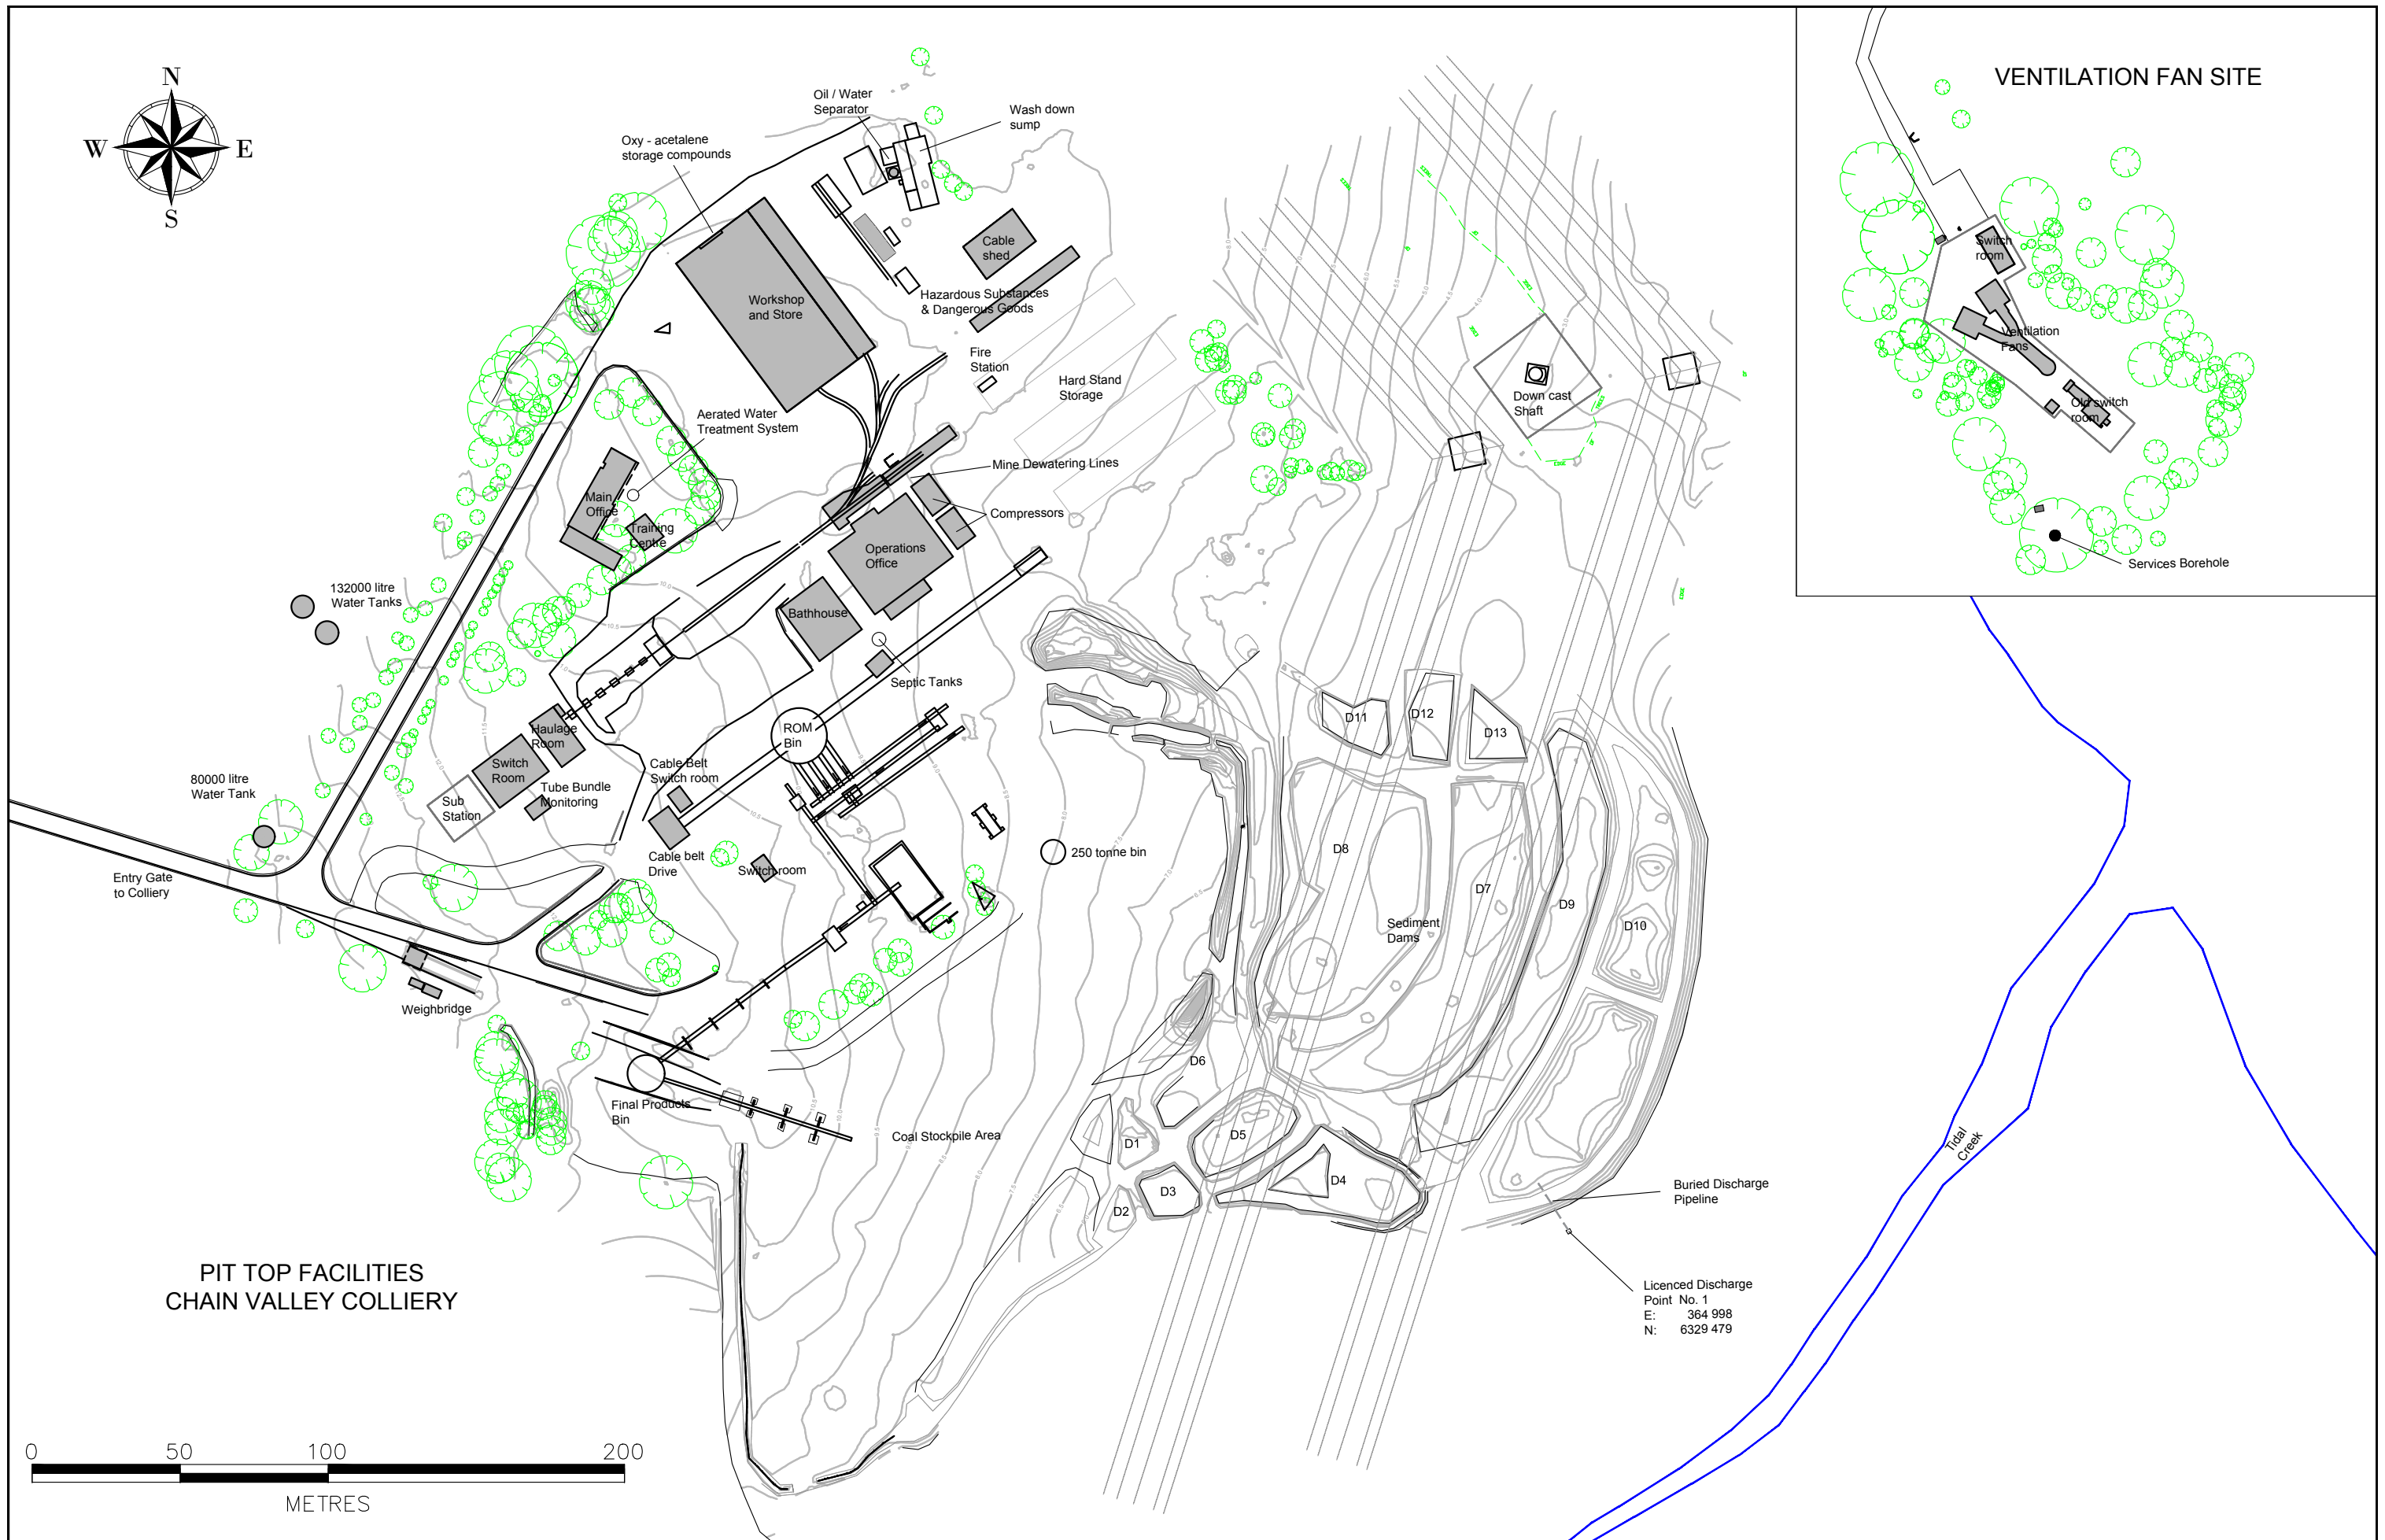 N
W
E
S
PIT TOP FACILITIES
CHAIN VALLEY COLLIERY
0 50 100 200
METRES
VENTILATION FAN SITE
Switch
room
Ventilation
Fans
Old switch
room
Services Borehole
Oil / Water
Separator
Wash down
sump
Oxy - acetalene
storage compounds
Workshop
and Store
Cable
shed
Hazardous Substances
& Dangerous Goods
Fire
Station
Hard Stand
Storage
Down cast
Shaft
Aerated Water
Treatment System
Main
Office
Training
Centre
Mine Dewatering Lines
Compressors
Operations
Office
Bathhouse
Septic Tanks
132000 litre
Water Tanks
80000 litre
Water Tank
Haulage
Room
Switch
Room
Sub
Station
Tube Bundle
Monitoring
Cable Belt
Switch room
Cable belt
Drive
ROM
Bin
Switch room
250 tonne bin
Entry Gate
to Colliery
Weighbridge
Final Products
Bin
Coal Stockpile Area
D11
D12
D13
D8
D7
D9
D10
Sediment
Dams
D6
D5
D1
D3
D2
D4
Buried Discharge
Pipeline
Licenced Discharge
Point No. 1
E: 364 998
N: 6329 479
Tidal
Creek